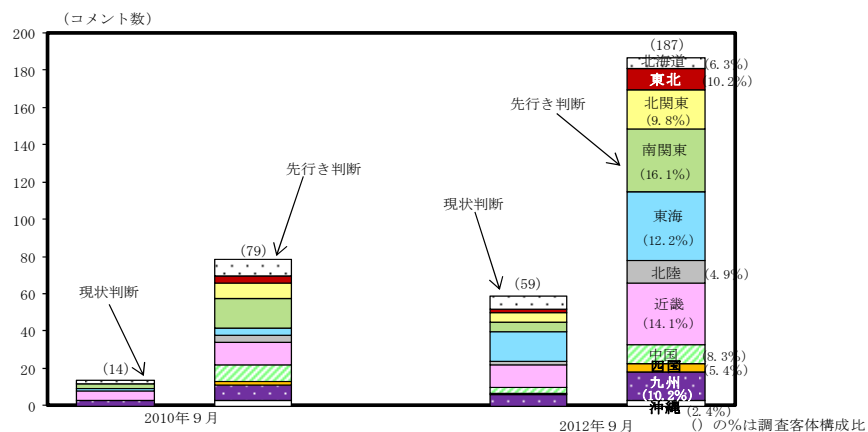 （コメント数）
200
180
160
140
120
100
80
60
40
20
0
(14)
現状判断
(79)
先行き判断
2010年９月
(59)
現状判断
(187)
先行き判断
北海道 (6.3%)
東北 (10.2%)
北関東
(9.8%)
南関東
(16.1%)
東海
(12.2%)
北陸 (4.9%)
近畿
(14.1%)
中国 (8.3%)
四国 (5.4%)
九州
(10.2%)
沖縄 (2.4%)
2012年９月
()の%は調査客体構成比